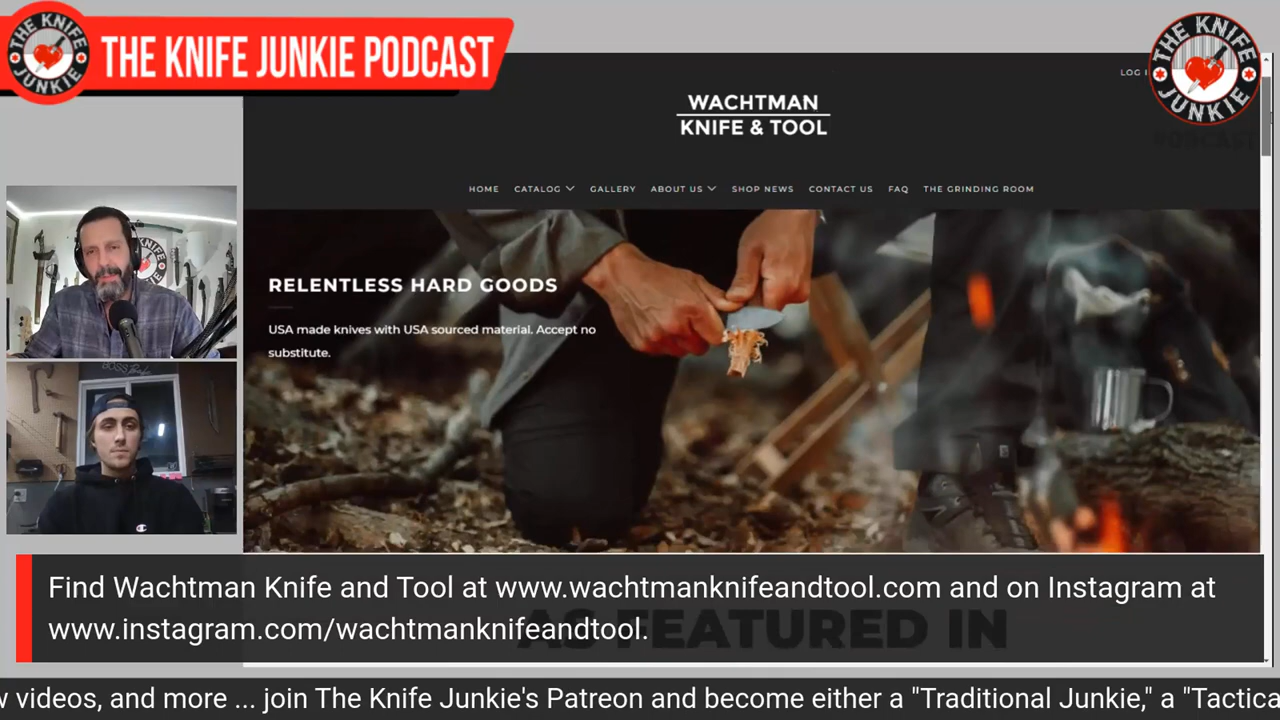 THE KNIFE JUNKIE
THE KNIFE JUNKIE PODCAST
THE KNIFE JUNKIE
LOG I
WACHTMAN
KNIFE & TOOL
HOME CATALOG GALLERY ABOUT US SHOP NEWS CONTACT US FAQ THE GRINDING ROOM
RELENTLESS HARD GOODS
USA made knives with USA sourced material. Accept no
substitute.
KNIFE
JUNKIE
Find Wachtman Knife and Tool at www.wachtmanknifeandtool.com and on Instagram at
www.instagram.com/wachtmanknifeandtool.
AS FEATURED IN
w videos, and more ... join The Knife Junkie's Patreon and become either a "Traditional Junkie," a "Tactica